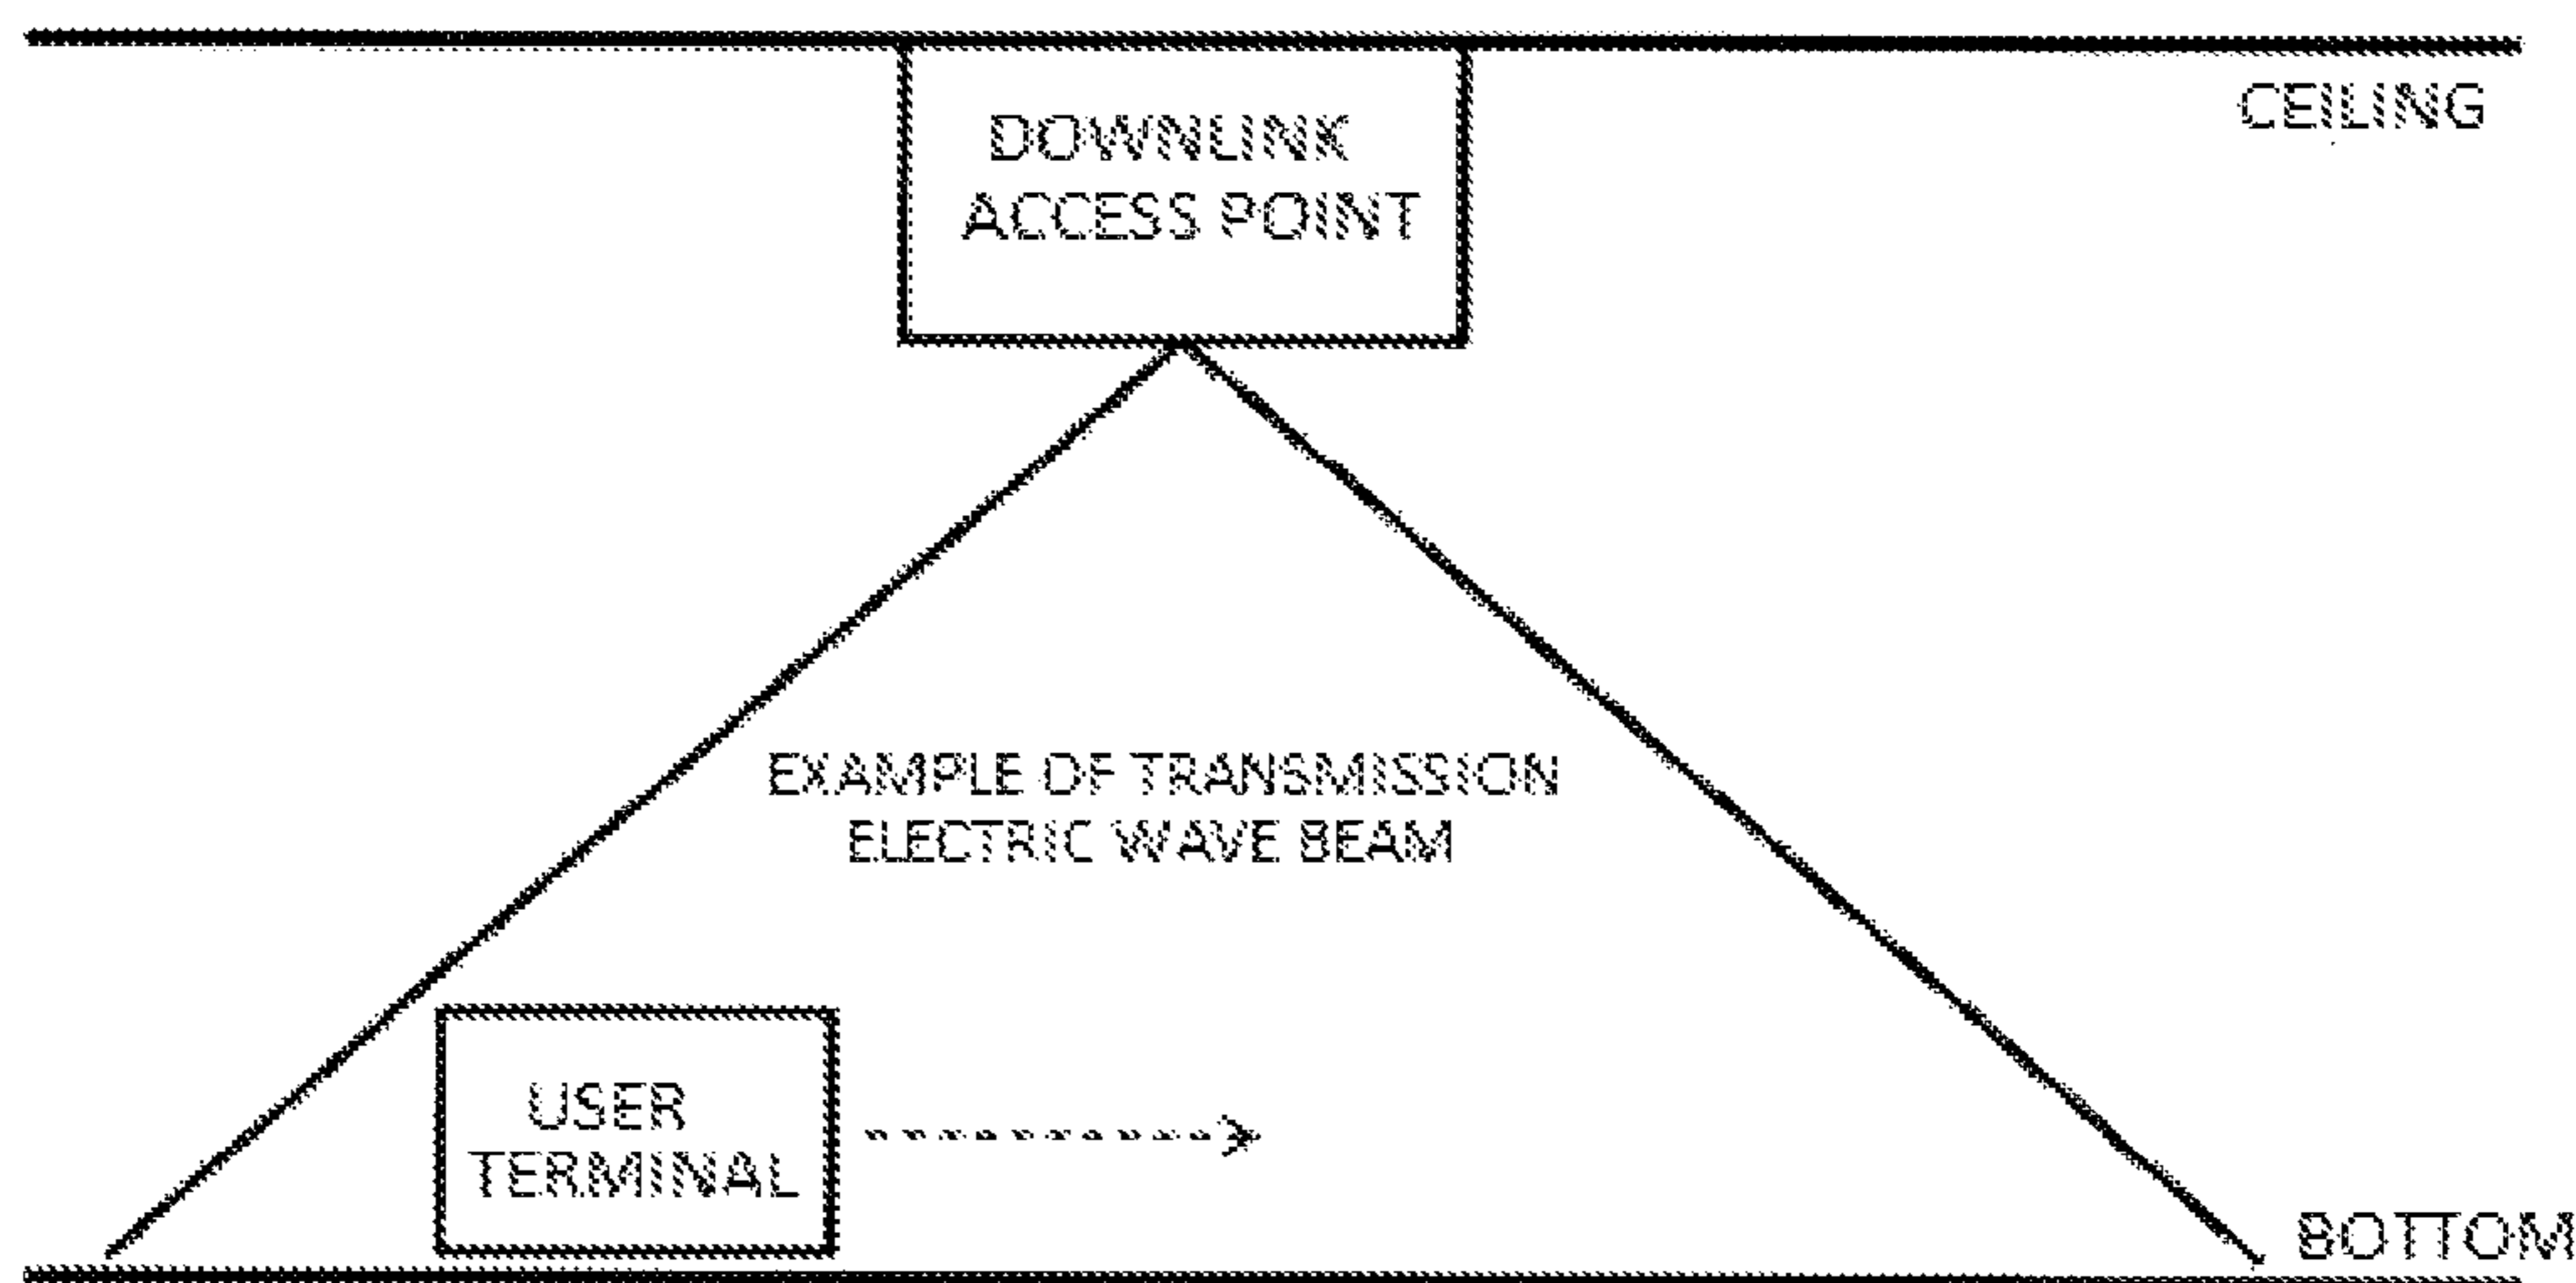 CEILING
DOWNLINK
ACCESS POINT
EXAMPLE OF TRANSMISSION
ELECTRIC WAVE BEAM
USER
TERMINAL
BOTTOM